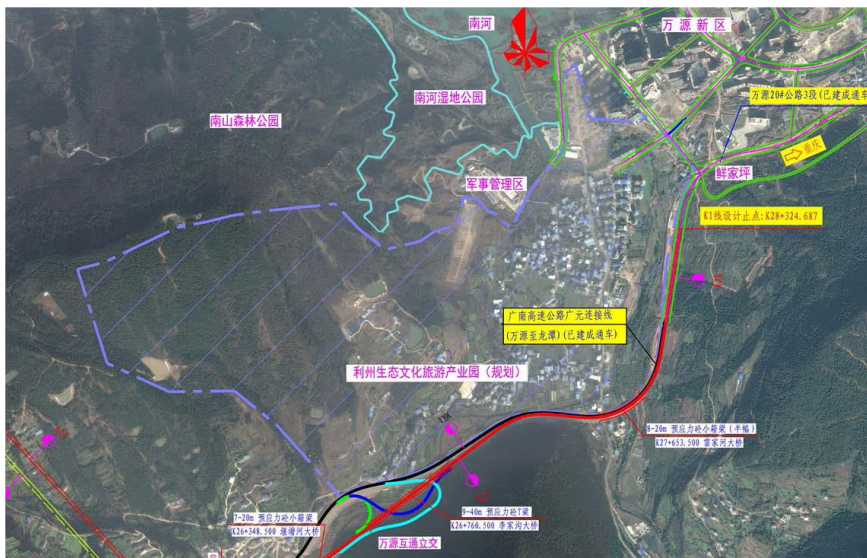 南河
万源新区
南河湿地公园
万源20#公路3段(已建成通车
南山森林公园
重庆
军事管理区
鲜家坪
K1线设计止点:K28+324.687
广南高速公路广元连接线
(万源至龙潭)(已建成通车)
利州生态文化旅游产业园（规划）
8-20m 预应力砼小箱梁（半幅）
K27+653.500 雷家河大桥
7-20m 预应力砼小箱梁
K26+348.500 堰塘河大桥
9-40m 预应力砼T梁
K26+760.500 李家沟大桥
万源互通立交